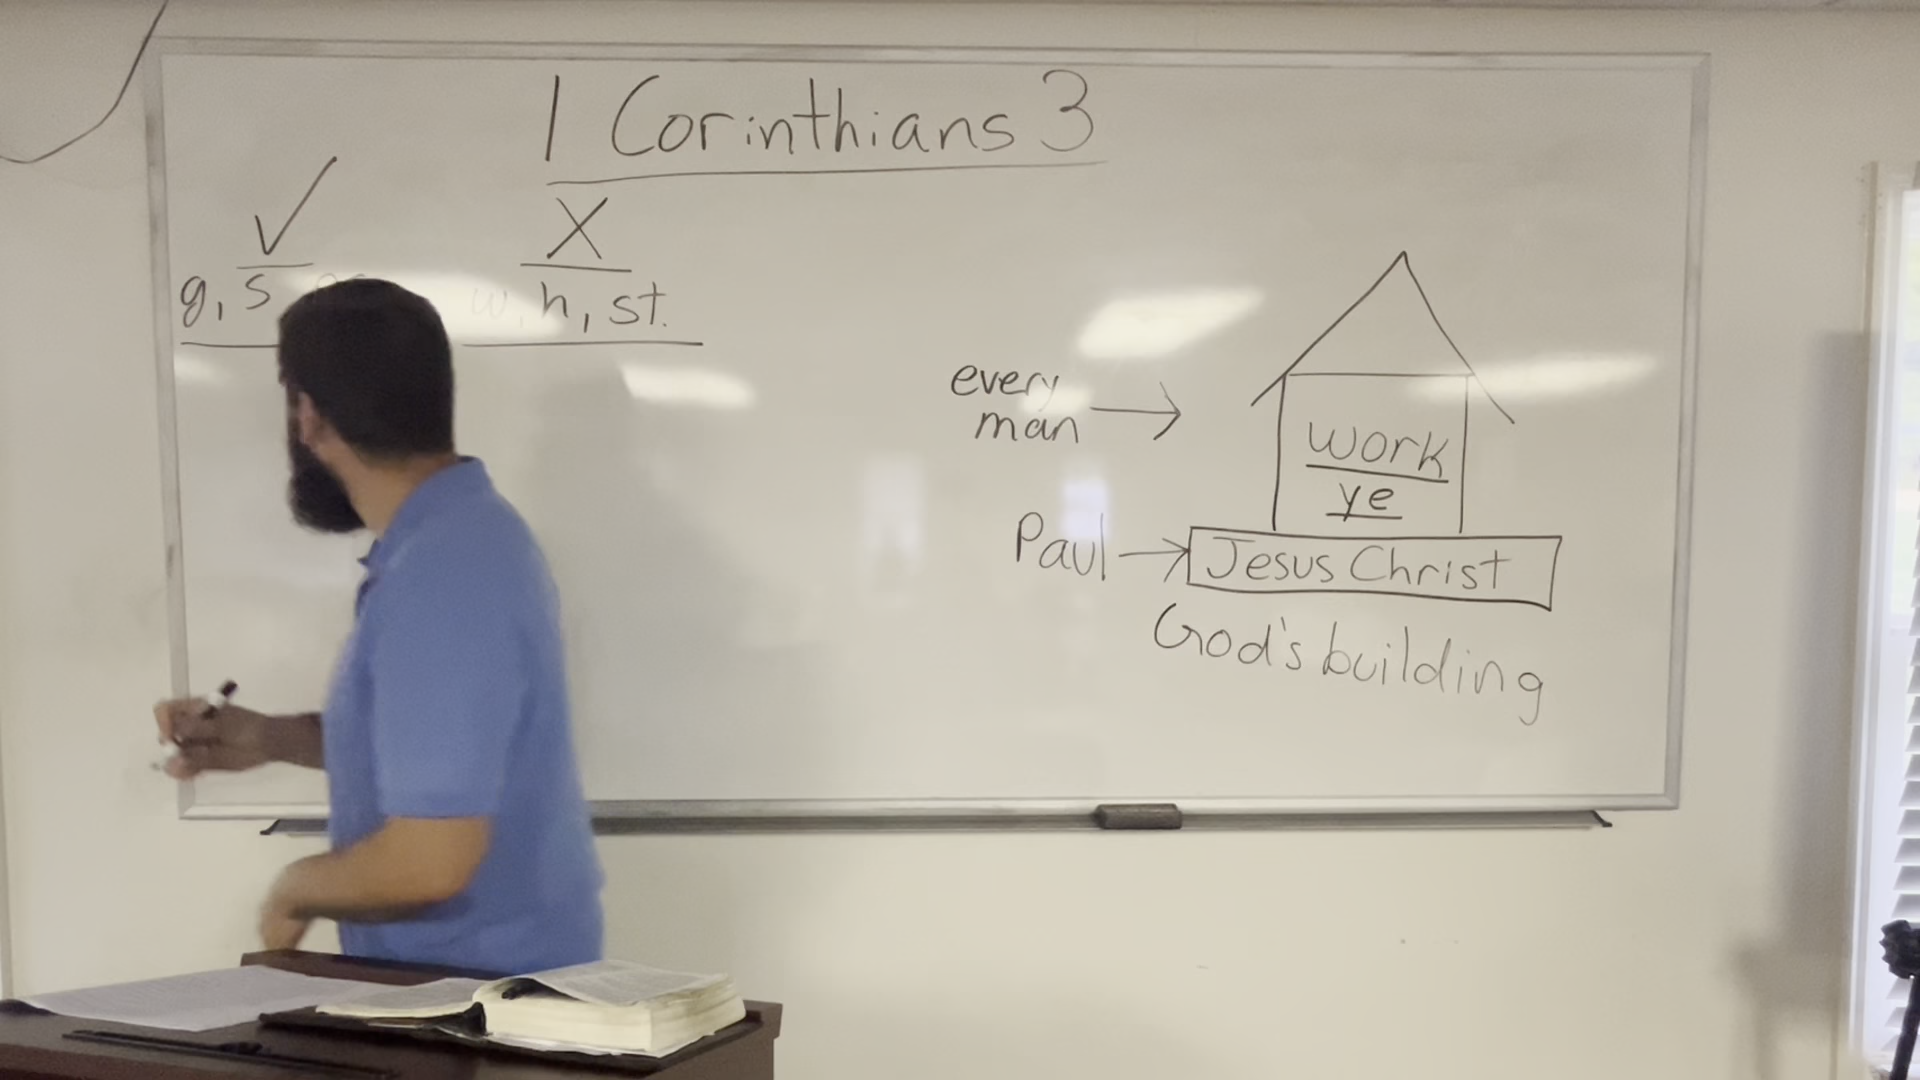 1 Corinthians 3
✓ X
g, s w, h, st.
every
man →
work
ye
Paul → Jesus Christ
God's building